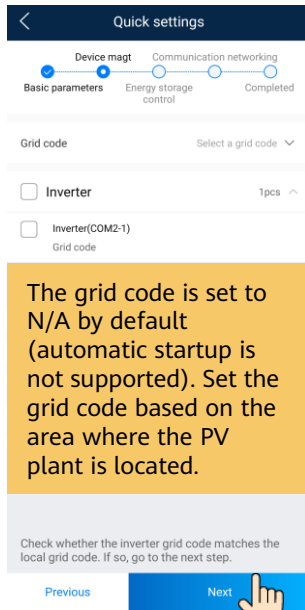 Quick settings
Device magt
Communication networking
Basic parameters
Energy storage
control
Completed
Grid code
Select a grid code
Inverter
1pcs
Inverter(COM2-1)
Grid code
The grid code is set to
N/A by default
(automatic startup is
not supported). Set the
grid code based on the
area where the PV
plant is located.
Check whether the inverter grid code matches the
local grid code. If so, go to the next step.
Previous
Next